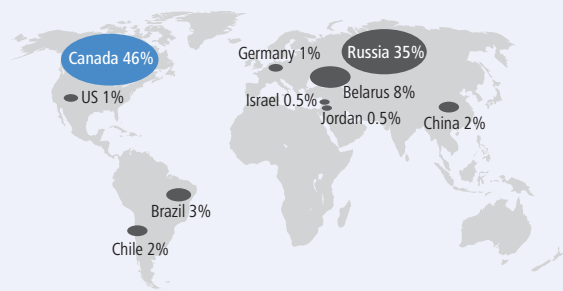 Canada 46%
Germany 1%
Russia 35%
US 1%
Israel 0.5%
Belarus 8%
Jordan 0.5%
China 2%
Brazil 3%
Chile 2%